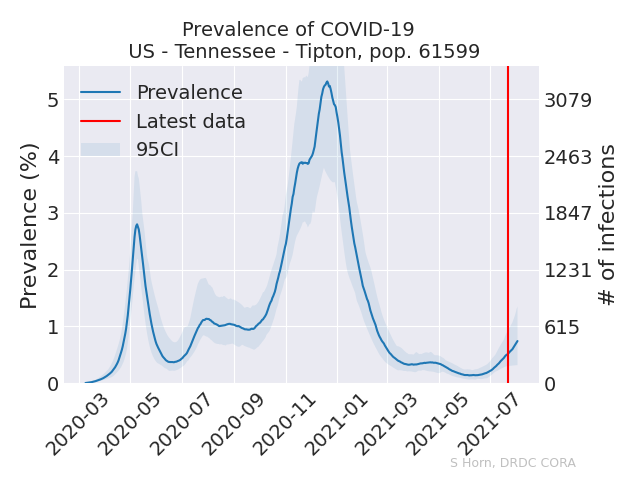 Prevalence of COVID-19
US - Tennessee - Tipton, pop. 61599
Prevalence
Latest data
95CI
Prevalence (%)
5
4
3
2
1
0
3079
2463
1847
1231
615
0
# of infections
2020-03
2020-05
2020-07
2020-09
2020-11
2021-01
2021-03
2021-05
2021-07
S Horn, DRDC CORA